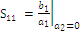 S₁₁ = b₁/a₁ |a₂=0